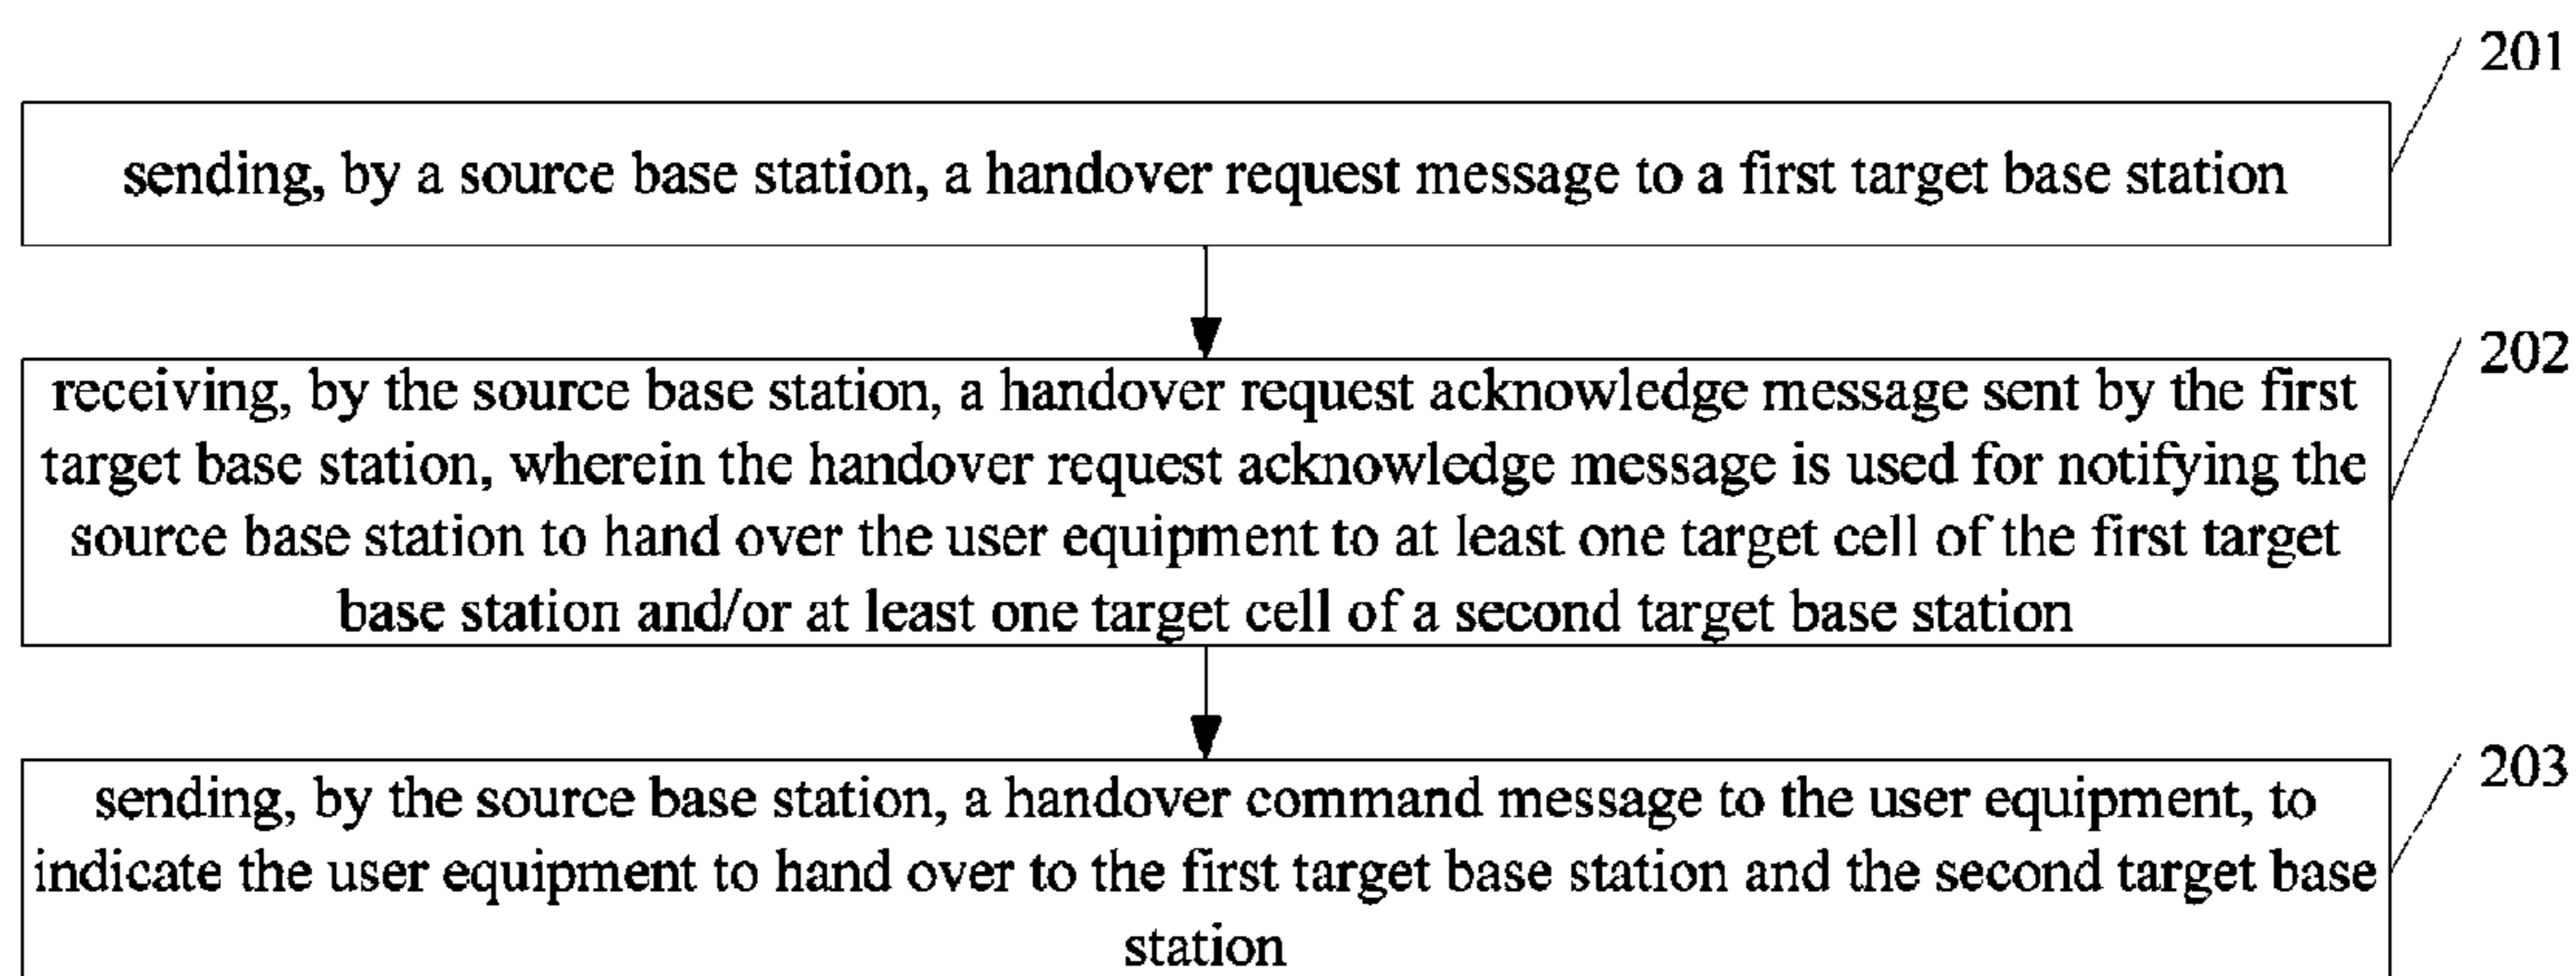 201
sending, by a source base station, a handover request message to a first target base station
202
receiving, by the source base station, a handover request acknowledge message sent by the first
target base station, wherein the handover request acknowledge message is used for notifying the
source base station to hand over the user equipment to at least one target cell of the first target
base station and/or at least one target cell of a second target base station
203
sending, by the source base station, a handover command message to the user equipment, to
indicate the user equipment to hand over to the first target base station and the second target base
station